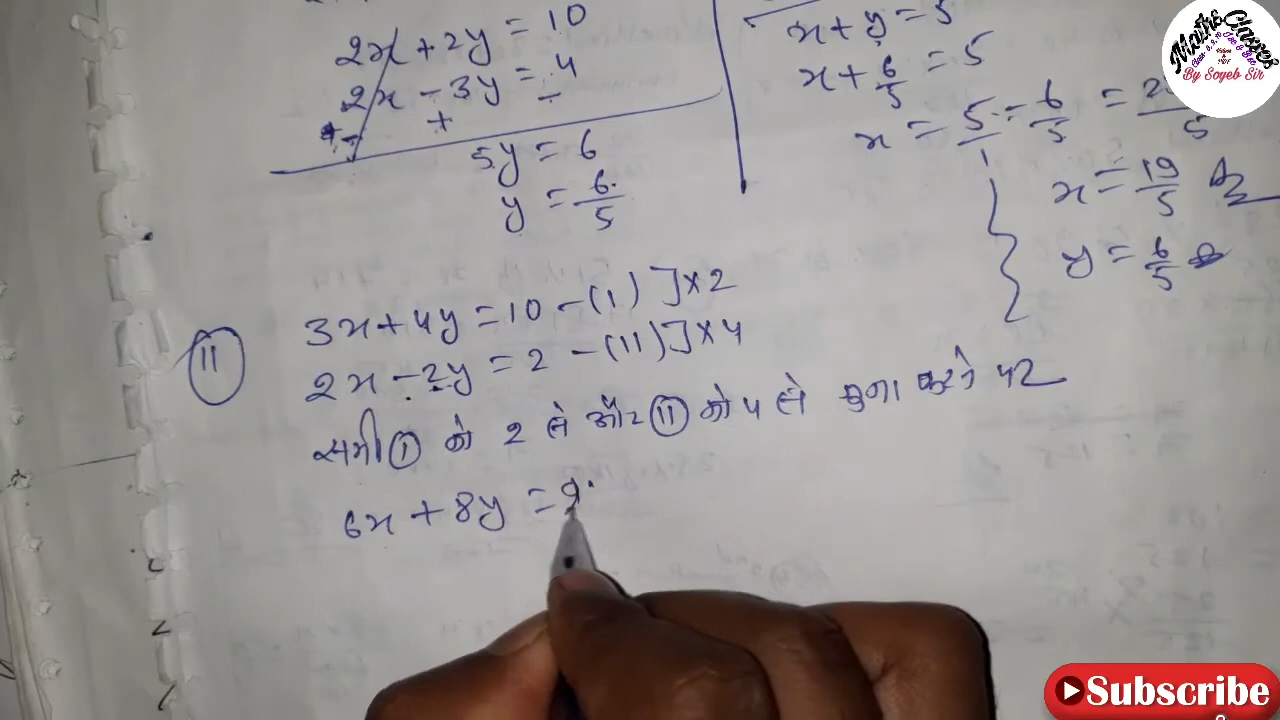 2x + 2y = 10
2x - 3y = 4
- + -
5y = 6
y = 6/5
x + y = 5
x + 6/5 = 5
x = 5/1 - 6/5 =
x = 19/5
y = 6/5
(II)
3x + 4y = 10 - (I) ] × 2
2x - 2y = 2 - (II) ] × 4
समी (I) को 2 से और (II) को 4 से गुना करने पर
6x + 8y =
Maths Classes
By Soyeb Sir
Subscribe